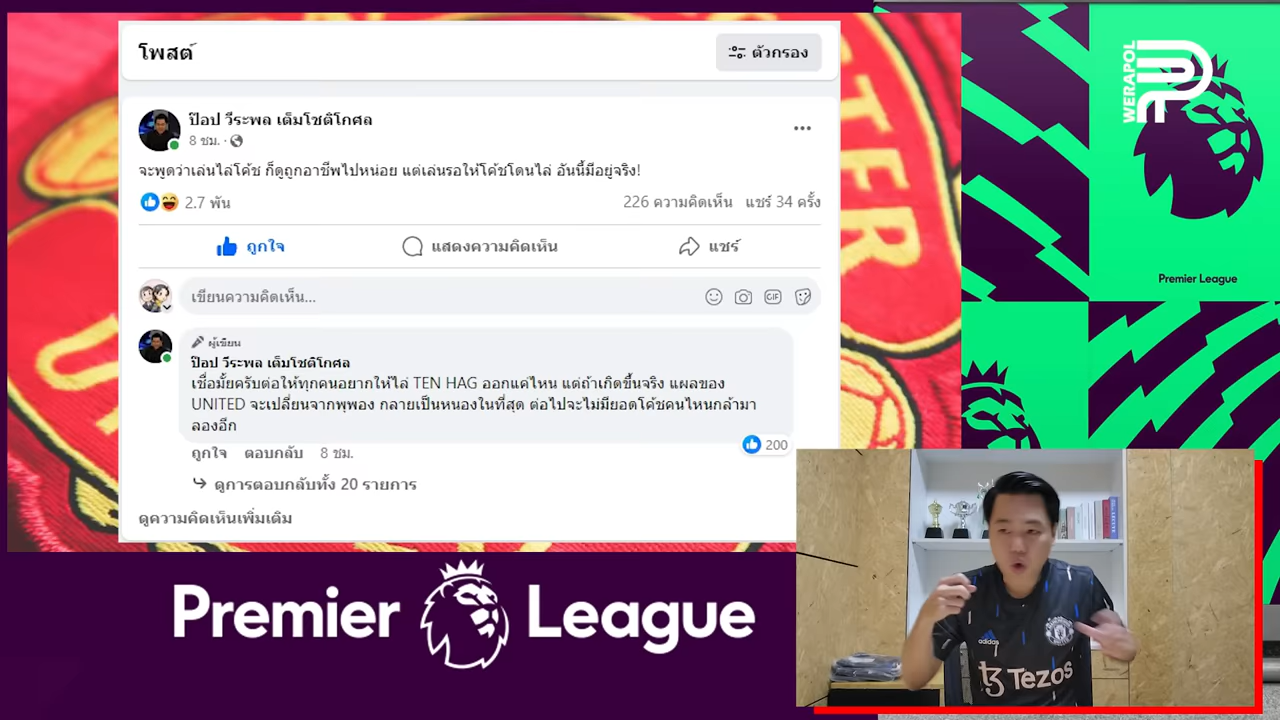 โพสต์
ตัวกรอง
ป๊อป วีระพล เต็มโชติโกศล
8 ชม.
จะพูดว่าเล่นไล่โค้ช ก็ดูถูกอาชีพไปหน่อย แต่เล่นรอให้โค้ชโดนไล่ อันนี้มีอยู่จริง!
2.7 พัน
226 ความคิดเห็น แชร์ 34 ครั้ง
ถูกใจ
แสดงความคิดเห็น
แชร์
เขียนความคิดเห็น...
GIF
ผู้เขียน
ป๊อป วีระพล เต็มโชติโกศล
เชื่อมั้ยครับต่อให้ทุกคนอยากให้ไล่ TEN HAG ออกแค่ไหน แต่ถ้าเกิดขึ้นจริง แผลของ
UNITED จะเปลี่ยนจากพุพอง กลายเป็นหนองในที่สุด ต่อไปจะไม่มียอดโค้ชคนไหนกล้ามา
ลองอีก
200
ถูกใจ ตอบกลับ 8 ชม.
ดูการตอบกลับทั้ง 20 รายการ
ดูความคิดเห็นเพิ่มเติม
WERAPOL
Premier League
Premier League
adidas
Tezos